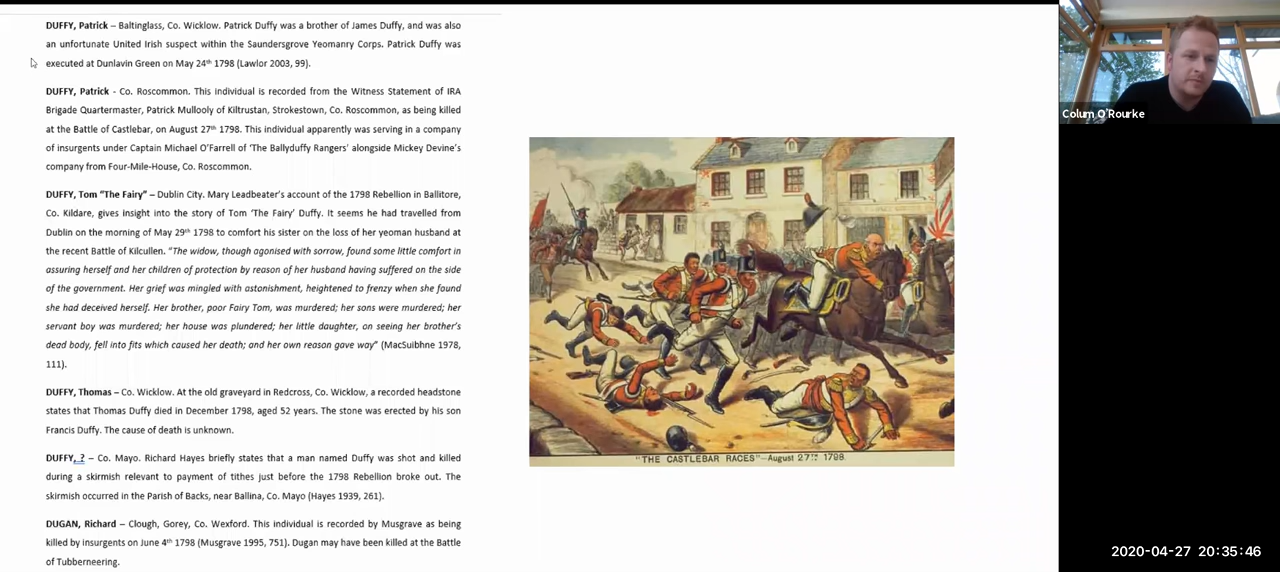 DUFFY, Patrick – Baltinglass, Co. Wicklow. Patrick Duffy was a brother of James Duffy, and was also
an unfortunate United Irish suspect within the Saundersgrove Yeomanry Corps. Patrick Duffy was
executed at Dunlavin Green on May 24th 1798 (Lawlor 2003, 99).
DUFFY, Patrick - Co. Roscommon. This individual is recorded from the Witness Statement of IRA
Brigade Quartermaster, Patrick Mullooly of Kiltrustan, Strokestown, Co. Roscommon, as being killed
at the Battle of Castlebar, on August 27th 1798. This individual apparently was serving in a company
of insurgents under Captain Michael O'Farrell of 'The Ballyduffy Rangers' alongside Mickey Devine's
company from Four-Mile-House, Co. Roscommon.
DUFFY, Tom "The Fairy" – Dublin City. Mary Leadbeater's account of the 1798 Rebellion in Ballitore,
Co. Kildare, gives insight into the story of Tom 'The Fairy' Duffy. It seems he had travelled from
Dublin on the morning of May 29th 1798 to comfort his sister on the loss of her yeoman husband at
the recent Battle of Kilcullen. "The widow, though agonised with sorrow, found some little comfort in
assuring herself and her children of protection by reason of her husband having suffered on the side
of the government. Her grief was mingled with astonishment, heightened to frenzy when she found
she had deceived herself. Her brother, poor Fairy Tom, was murdered; her sons were murdered; her
servant boy was murdered; her house was plundered; her little daughter, on seeing her brother's
dead body, fell into fits which caused her death; and her own reason gave way" (MacSuibhne 1978,
111).
DUFFY, Thomas – Co. Wicklow. At the old graveyard in Redcross, Co. Wicklow, a recorded headstone
states that Thomas Duffy died in December 1798, aged 52 years. The stone was erected by his son
Francis Duffy. The cause of death is unknown.
DUFFY, ? – Co. Mayo. Richard Hayes briefly states that a man named Duffy was shot and killed
during a skirmish relevant to payment of tithes just before the 1798 Rebellion broke out. The
skirmish occurred in the Parish of Backs, near Ballina, Co. Mayo (Hayes 1939, 261).
DUGAN, Richard – Clough, Gorey, Co. Wexford. This individual is recorded by Musgrave as being
killed by insurgents on June 4th 1798 (Musgrave 1995, 751). Dugan may have been killed at the Battle
of Tubberneering.
"THE CASTLEBAR RACES"—August 27th 1798.
Colum O'Rourke
2020-04-27 20:35:46